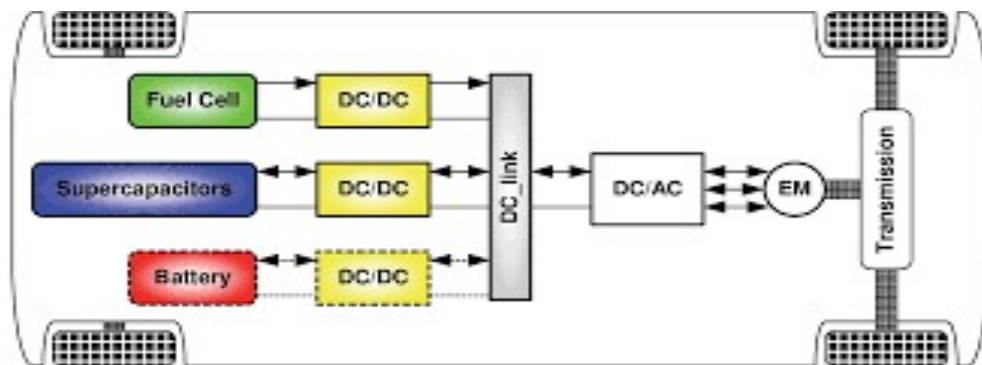 Fuel Cell
DC/DC
Supercapacitors
DC/DC
Battery
DC/DC
DC_link
DC/AC
EM
Transmission